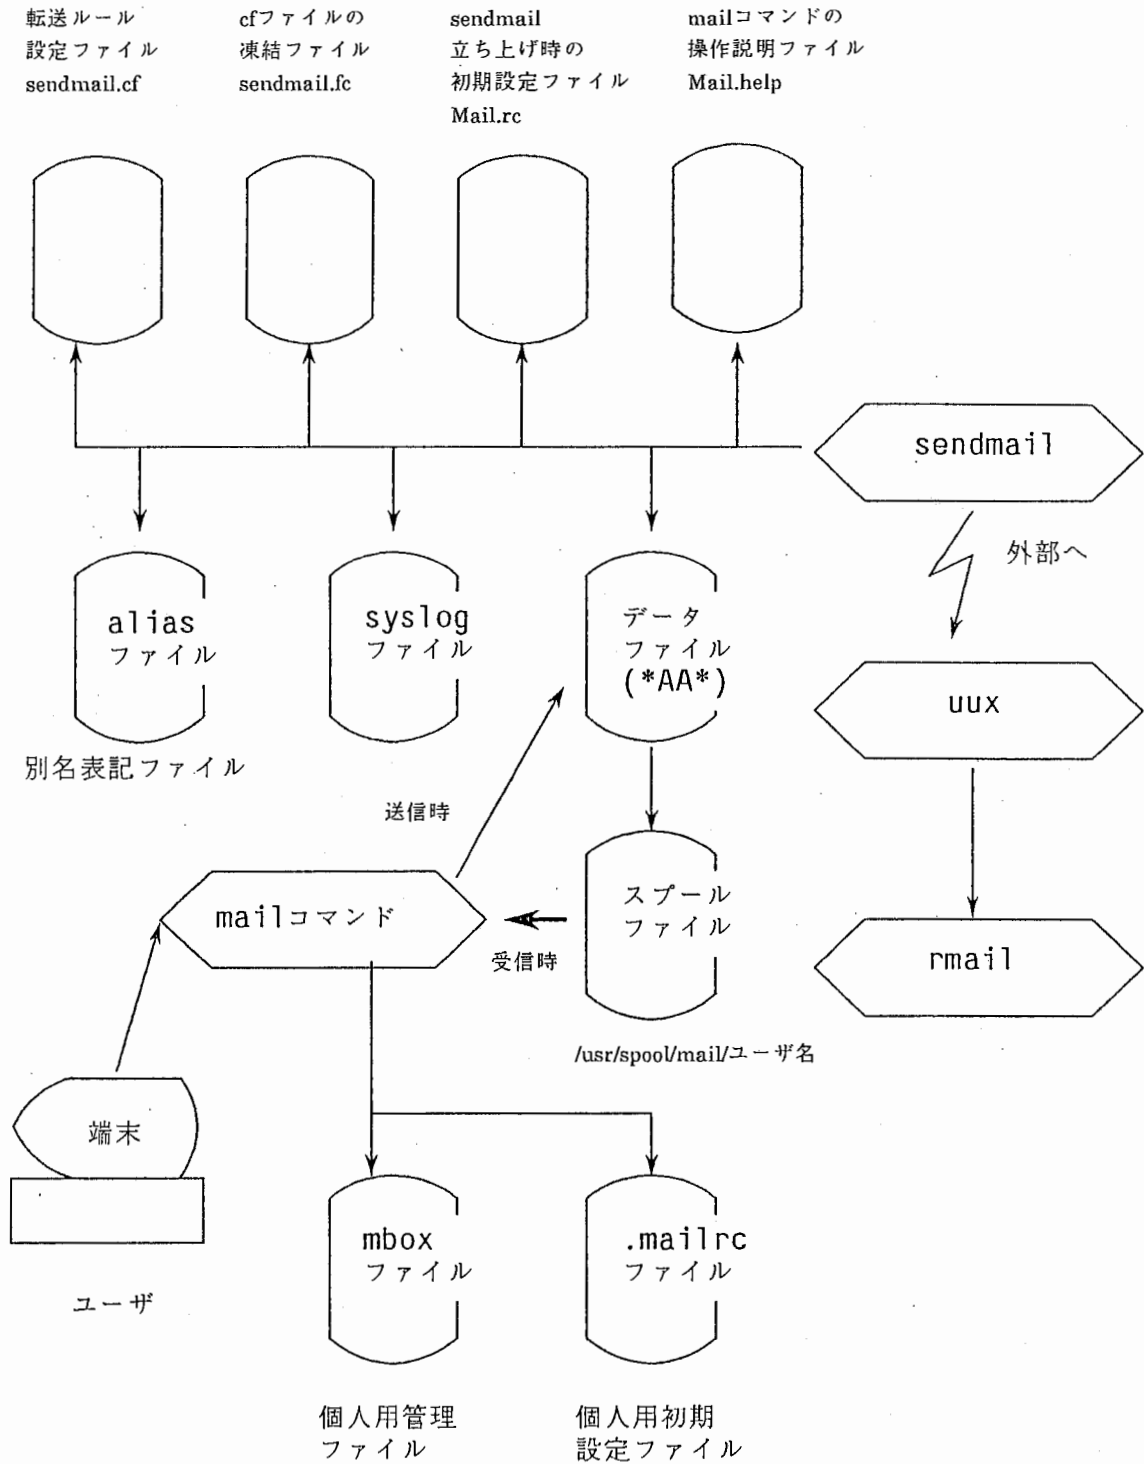 転送ルール
設定ファイル
sendmail.cf
cfファイルの
凍結ファイル
sendmail.fc
sendmail
立ち上げ時の
初期設定ファイル
Mail.rc
mailコマンドの
操作説明ファイル
Mail.help
sendmail
外部へ
alias
ファイル
別名表記ファイル
syslog
ファイル
データ
ファイル
(*AA*)
uux
送信時
mailコマンド
受信時
スプール
ファイル
/usr/spool/mail/ユーザ名
rmail
端末
ユーザ
mbox
ファイル
個人用管理
ファイル
.mailrc
ファイル
個人用初期
設定ファイル